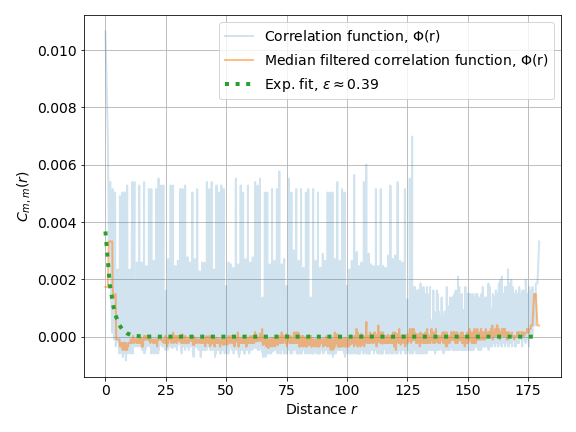 Correlation function, Φ(r)
Median filtered correlation function, Φ(r)
Exp. fit, ε ≈ 0.39
C_{m,m}(r)
0.010
0.008
0.006
0.004
0.002
0.000
0 25 50 75 100 125 150 175
Distance r